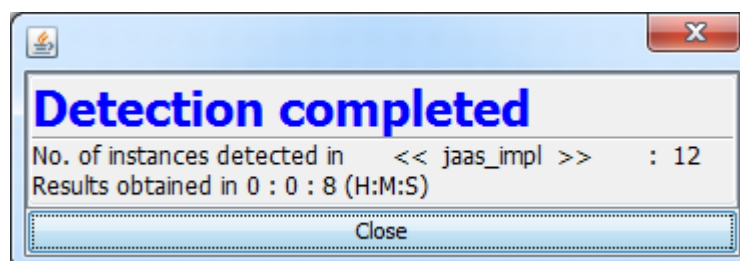 Detection completed
No. of instances detected in << jaas_impl >> : 12
Results obtained in 0 : 0 : 8 (H:M:S)
Close